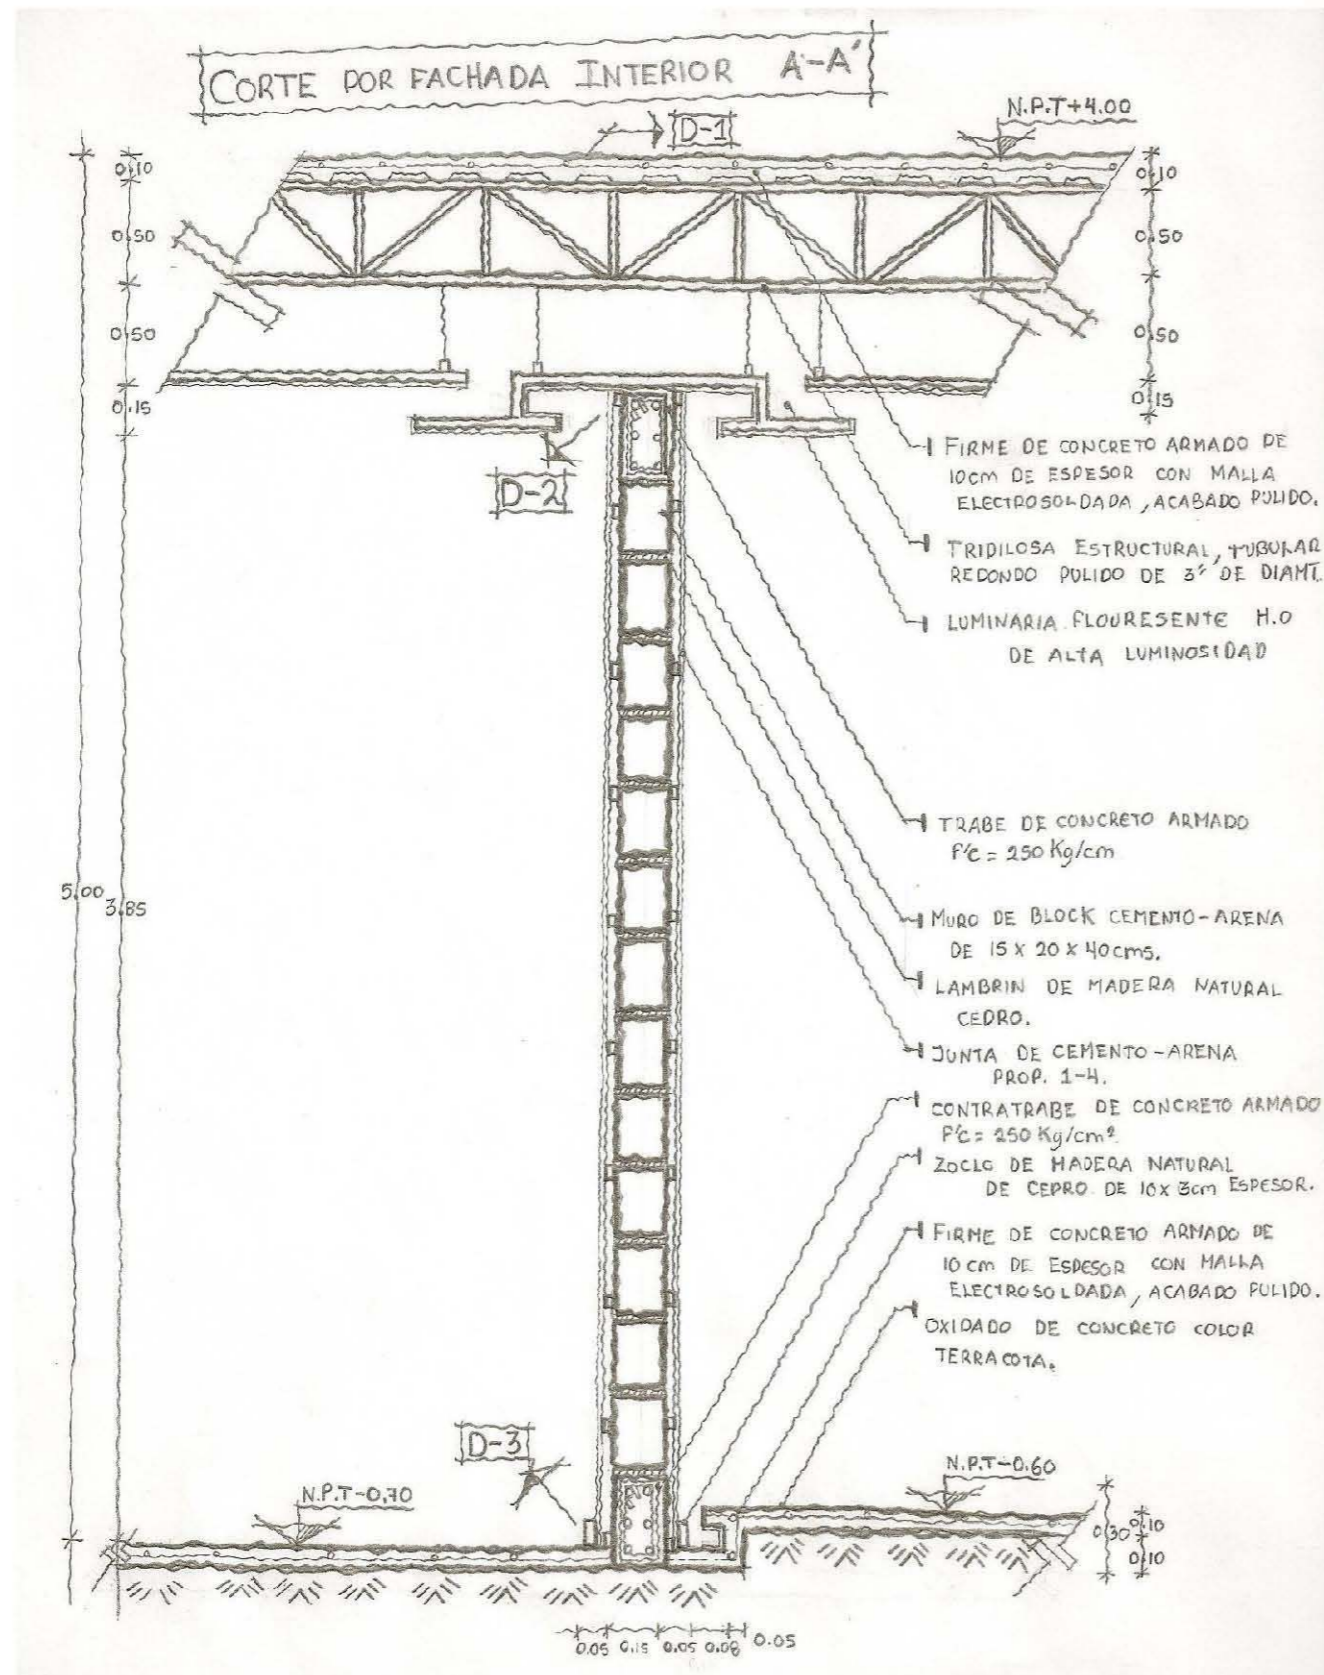 CORTE POR FACHADA INTERIOR A-A'
N.P.T+4.00
D-1
0.10
0.50
0.50
0.15
0.10
0.50
0.50
0.15
D-2
FIRME DE CONCRETO ARMADO DE
10cm DE ESPESOR CON MALLA
ELECTROSOLDADA, ACABADO PULIDO.
TRIDILOSA ESTRUCTURAL, TUBULAR
REDONDO PULIDO DE 3" DE DIAMT.
LUMINARIA FLOURESENTE H.O
DE ALTA LUMINOSIDAD
TRABE DE CONCRETO ARMADO
F'C = 250 Kg/cm
5.00
3.85
MURO DE BLOCK CEMENTO-ARENA
DE 15 X 20 X 40cms.
LAMBRIN DE MADERA NATURAL
CEDRO.
JUNTA DE CEMENTO-ARENA
PROP. 1-4.
CONTRATRABE DE CONCRETO ARMADO
F'C = 250 Kg/cm²
ZOCLO DE MADERA NATURAL
DE CEDRO DE 10X3cm ESPESOR.
FIRME DE CONCRETO ARMADO DE
10 cm DE ESPESOR CON MALLA
ELECTROSOLDADA, ACABADO PULIDO.
OXIDADO DE CONCRETO COLOR
TERRACOTA.
D-3
N.P.T-0.70
N.P.T-0.60
0.30
0.10
0.10
0.05 0.15 0.05 0.08 0.05